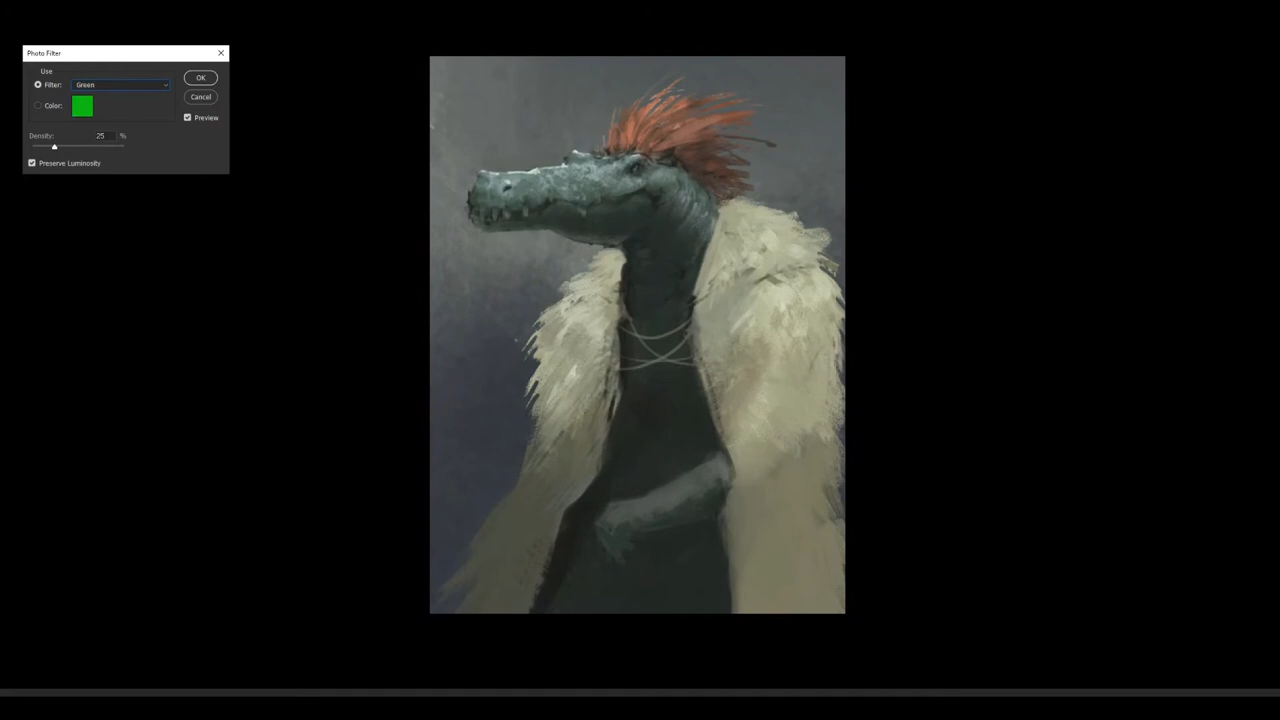 Photo Filter
Use
Filter: Green
OK
Color:
Cancel
Preview
Density: 25 %
Preserve Luminosity